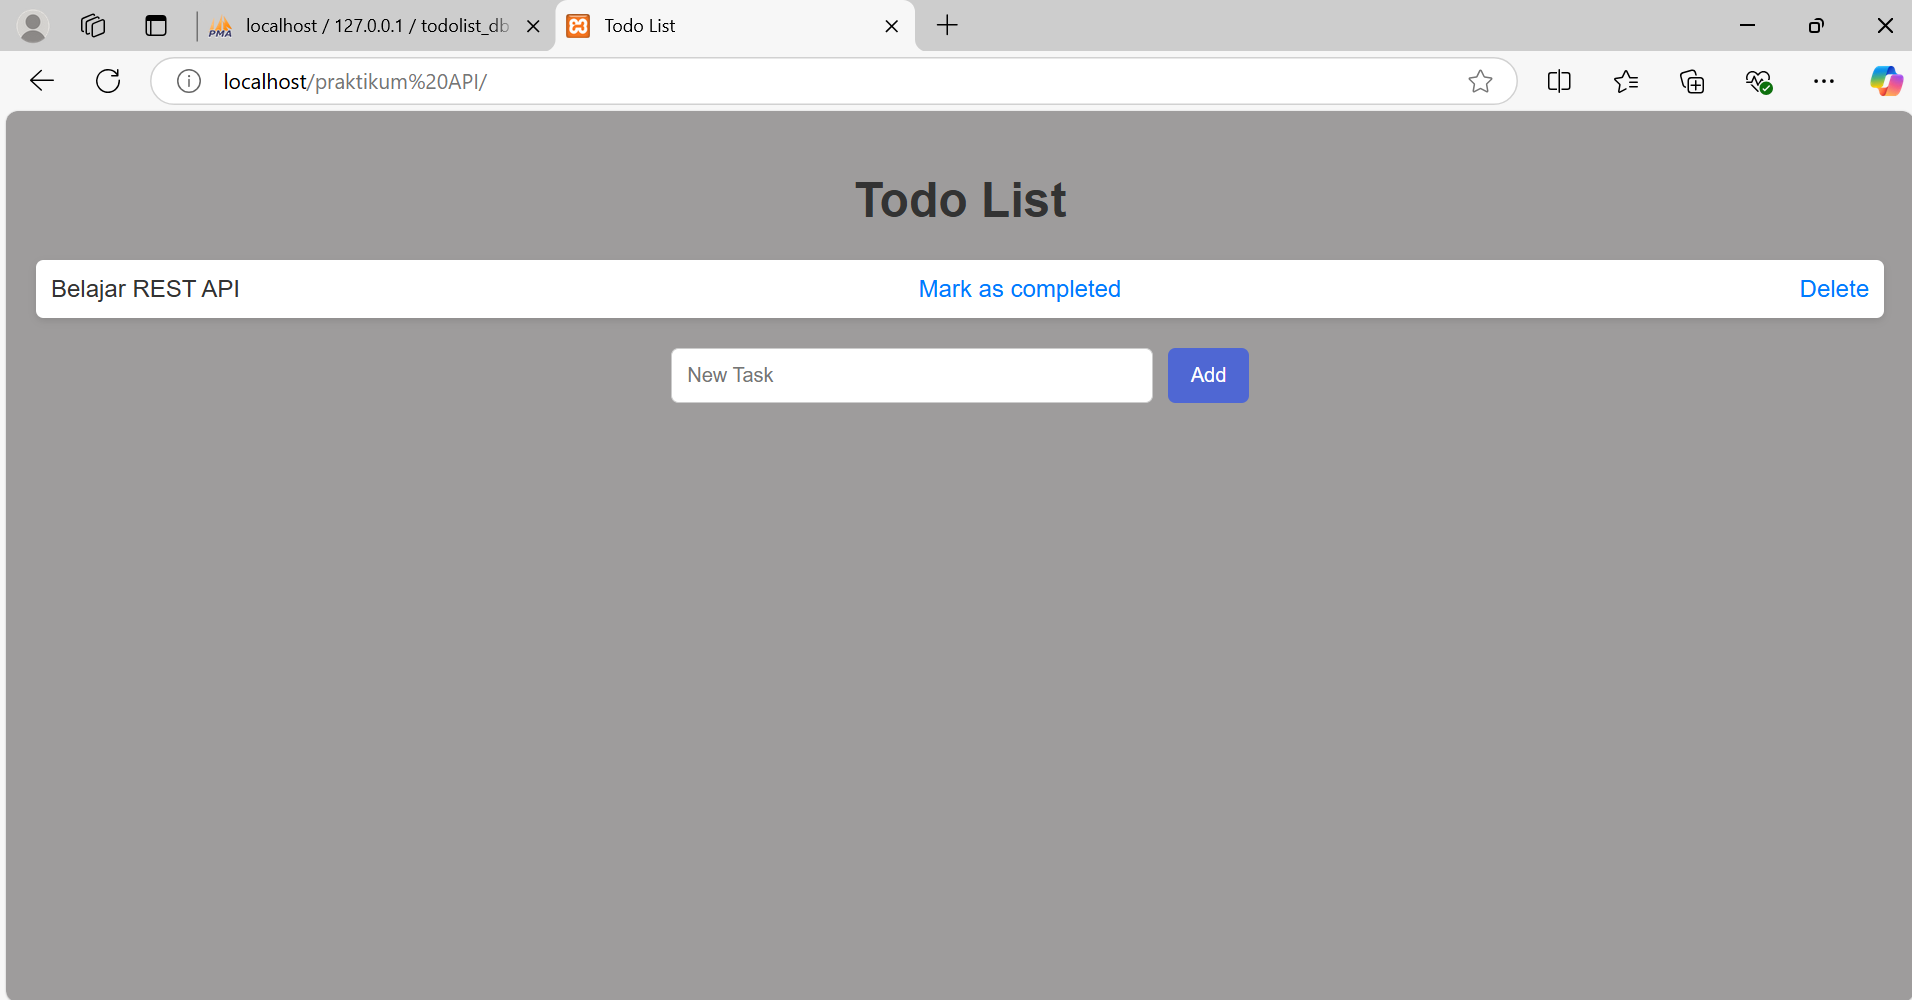 PMA localhost / 127.0.0.1 / todolist_db
Todo List
localhost/praktikum%20API/
Todo List
Belajar REST API Mark as completed Delete
New Task Add